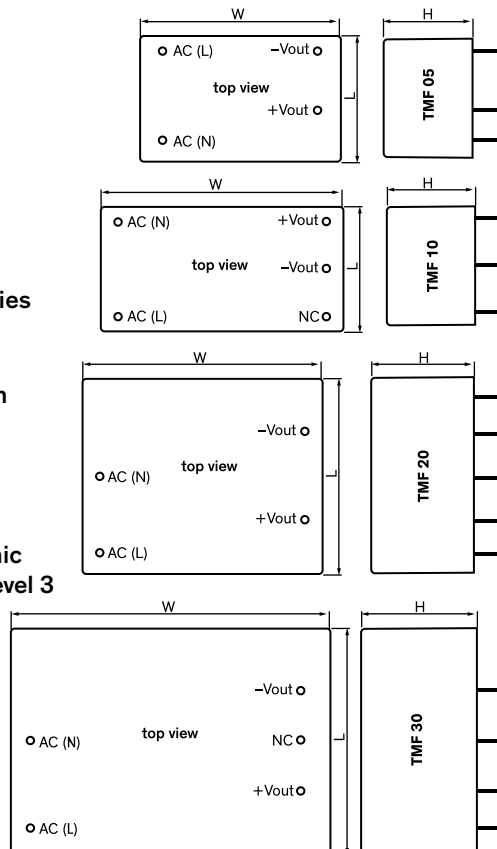 W
H
AC (L)
–Vout
top view
L
+Vout
AC (N)
TMF 05
W
H
AC (N)
+Vout
top view
–Vout
L
AC (L)
NC
TMF 10
ies
W
H
n
–Vout
top view
AC (N)
L
+Vout
AC (L)
TMF 20
nic
evel 3
W
H
–Vout
top view
AC (N)
NC
L
+Vout
AC (L)
TMF 30